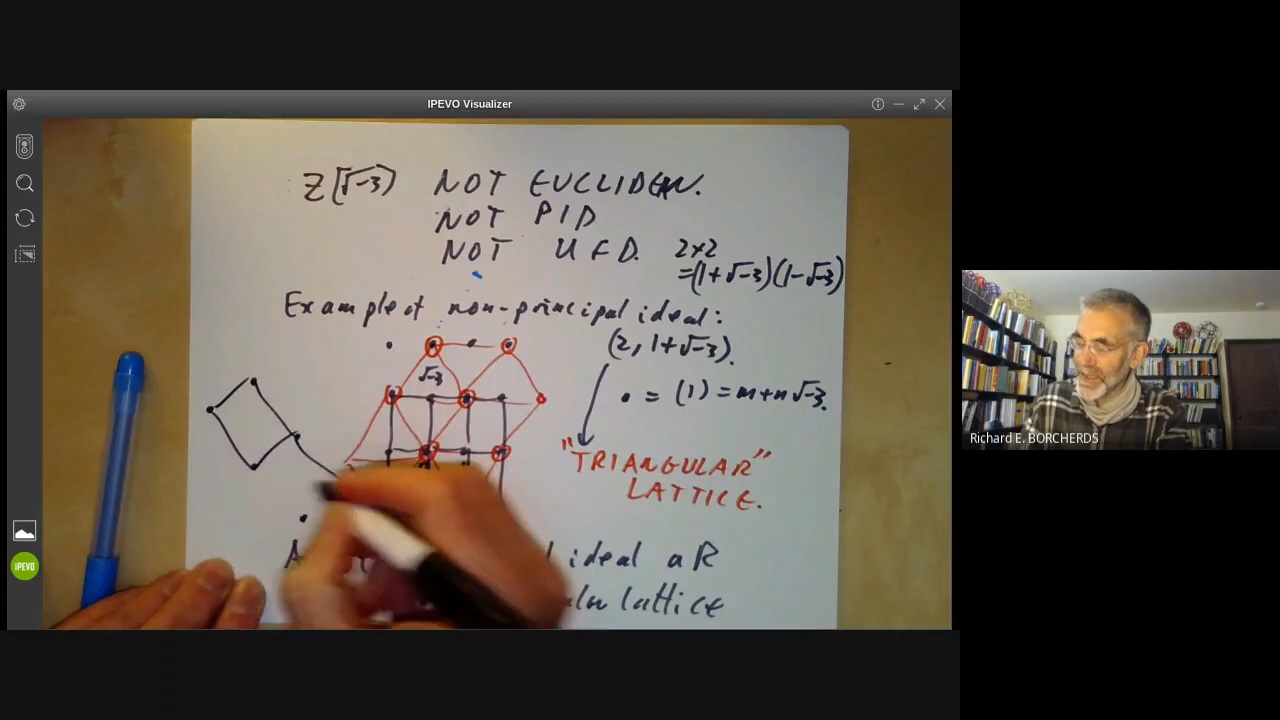 IPEVO Visualizer
Z[√-3] NOT EUCLIDEAN.
NOT PID
NOT UFD. 2×2
=(1+√-3)(1-√-3)
Example of non-principal ideal:
(2, 1+√-3).
√-3
• = (1) = m+n√-3.
"TRIANGULAR"
LATTICE.
ideal aR
lattice
Richard E. BORCHERDS
IPEVO